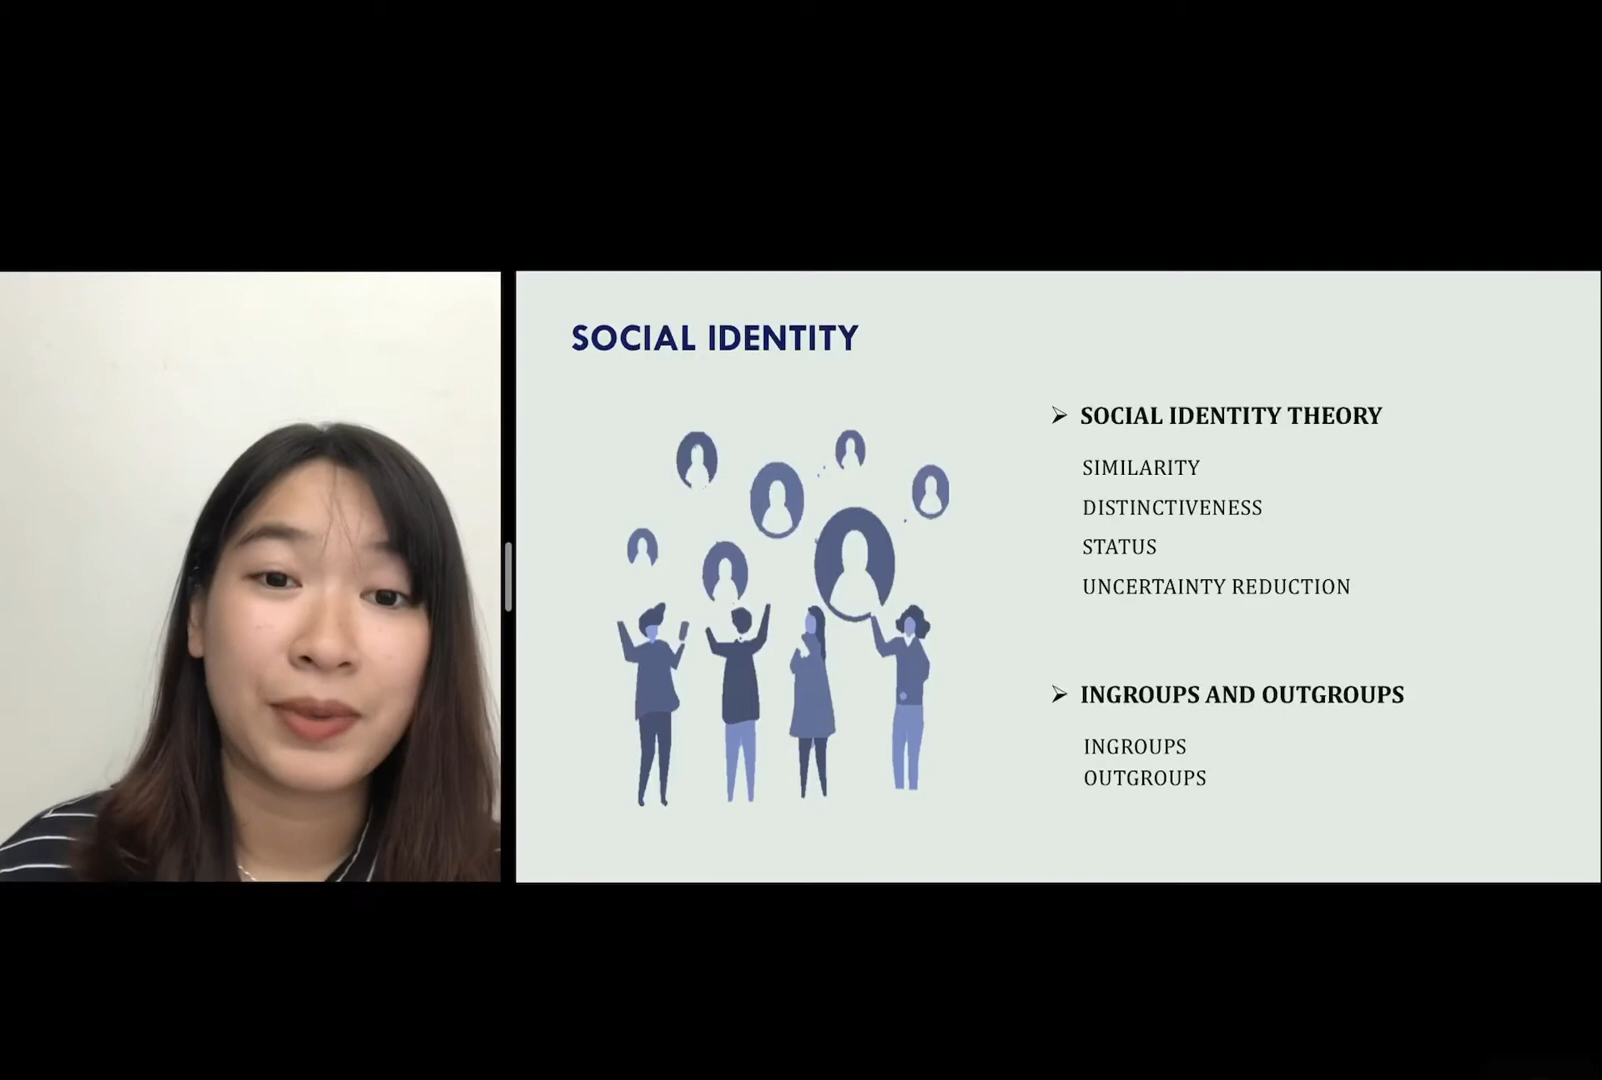 SOCIAL IDENTITY
SOCIAL IDENTITY THEORY
SIMILARITY
DISTINCTIVENESS
STATUS
UNCERTAINTY REDUCTION
INGROUPS AND OUTGROUPS
INGROUPS
OUTGROUPS